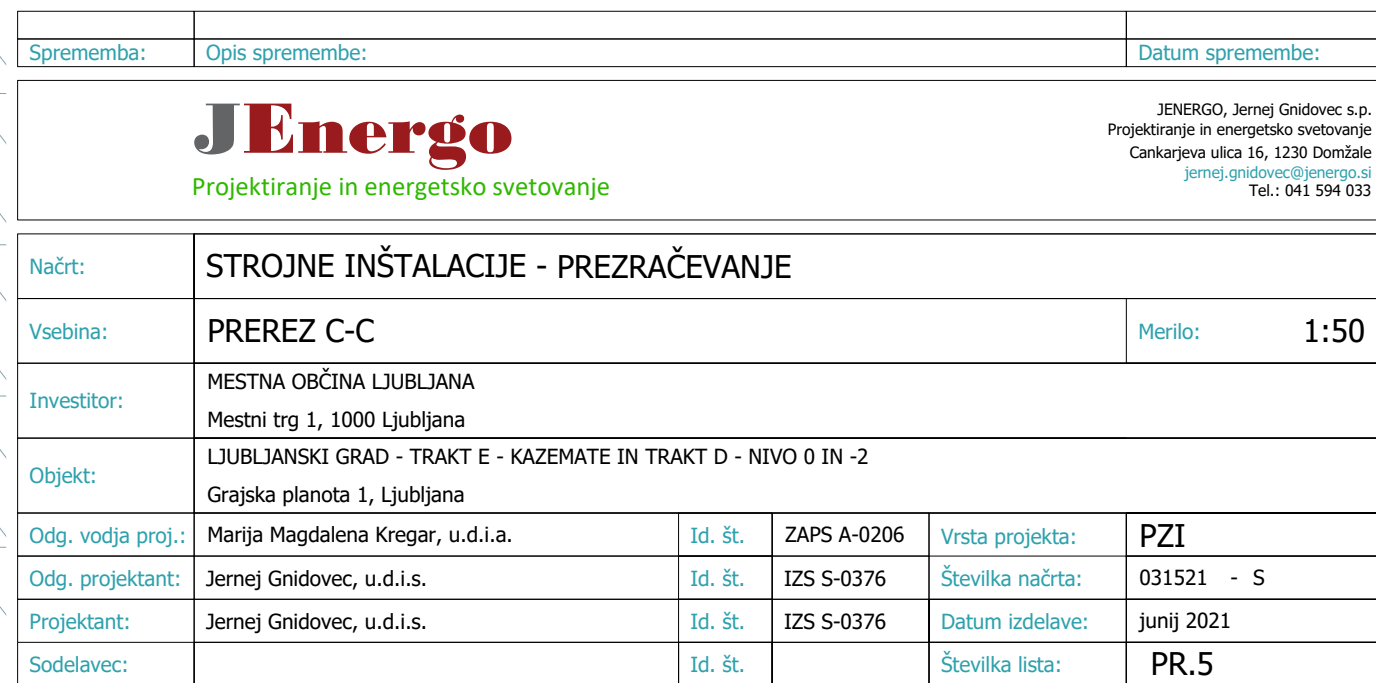 Sprememba: Opis spremembe: Datum spremembe:
JEnergo
Projektiranje in energetsko svetovanje
JENERGO, Jernej Gnidovec s.p.
Projektiranje in energetsko svetovanje
Cankarjeva ulica 16, 1230 Domžale
jernej.gnidovec@jenergo.si
Tel.: 041 594 033
Načrt: STROJNE INŠTALACIJE - PREZRAČEVANJE
Vsebina: PREREZ C-C Merilo: 1:50
Investitor: MESTNA OBČINA LJUBLJANA
Mestni trg 1, 1000 Ljubljana
Objekt: LJUBLJANSKI GRAD - TRAKT E - KAZEMATE IN TRAKT D - NIVO 0 IN -2
Grajska planota 1, Ljubljana
Odg. vodja proj.: Marija Magdalena Kregar, u.d.i.a. Id. št. ZAPS A-0206 Vrsta projekta: PZI
Odg. projektant: Jernej Gnidovec, u.d.i.s. Id. št. IZS S-0376 Številka načrta: 031521 - S
Projektant: Jernej Gnidovec, u.d.i.s. Id. št. IZS S-0376 Datum izdelave: junij 2021
Sodelavec: Id. št. Številka lista: PR.5